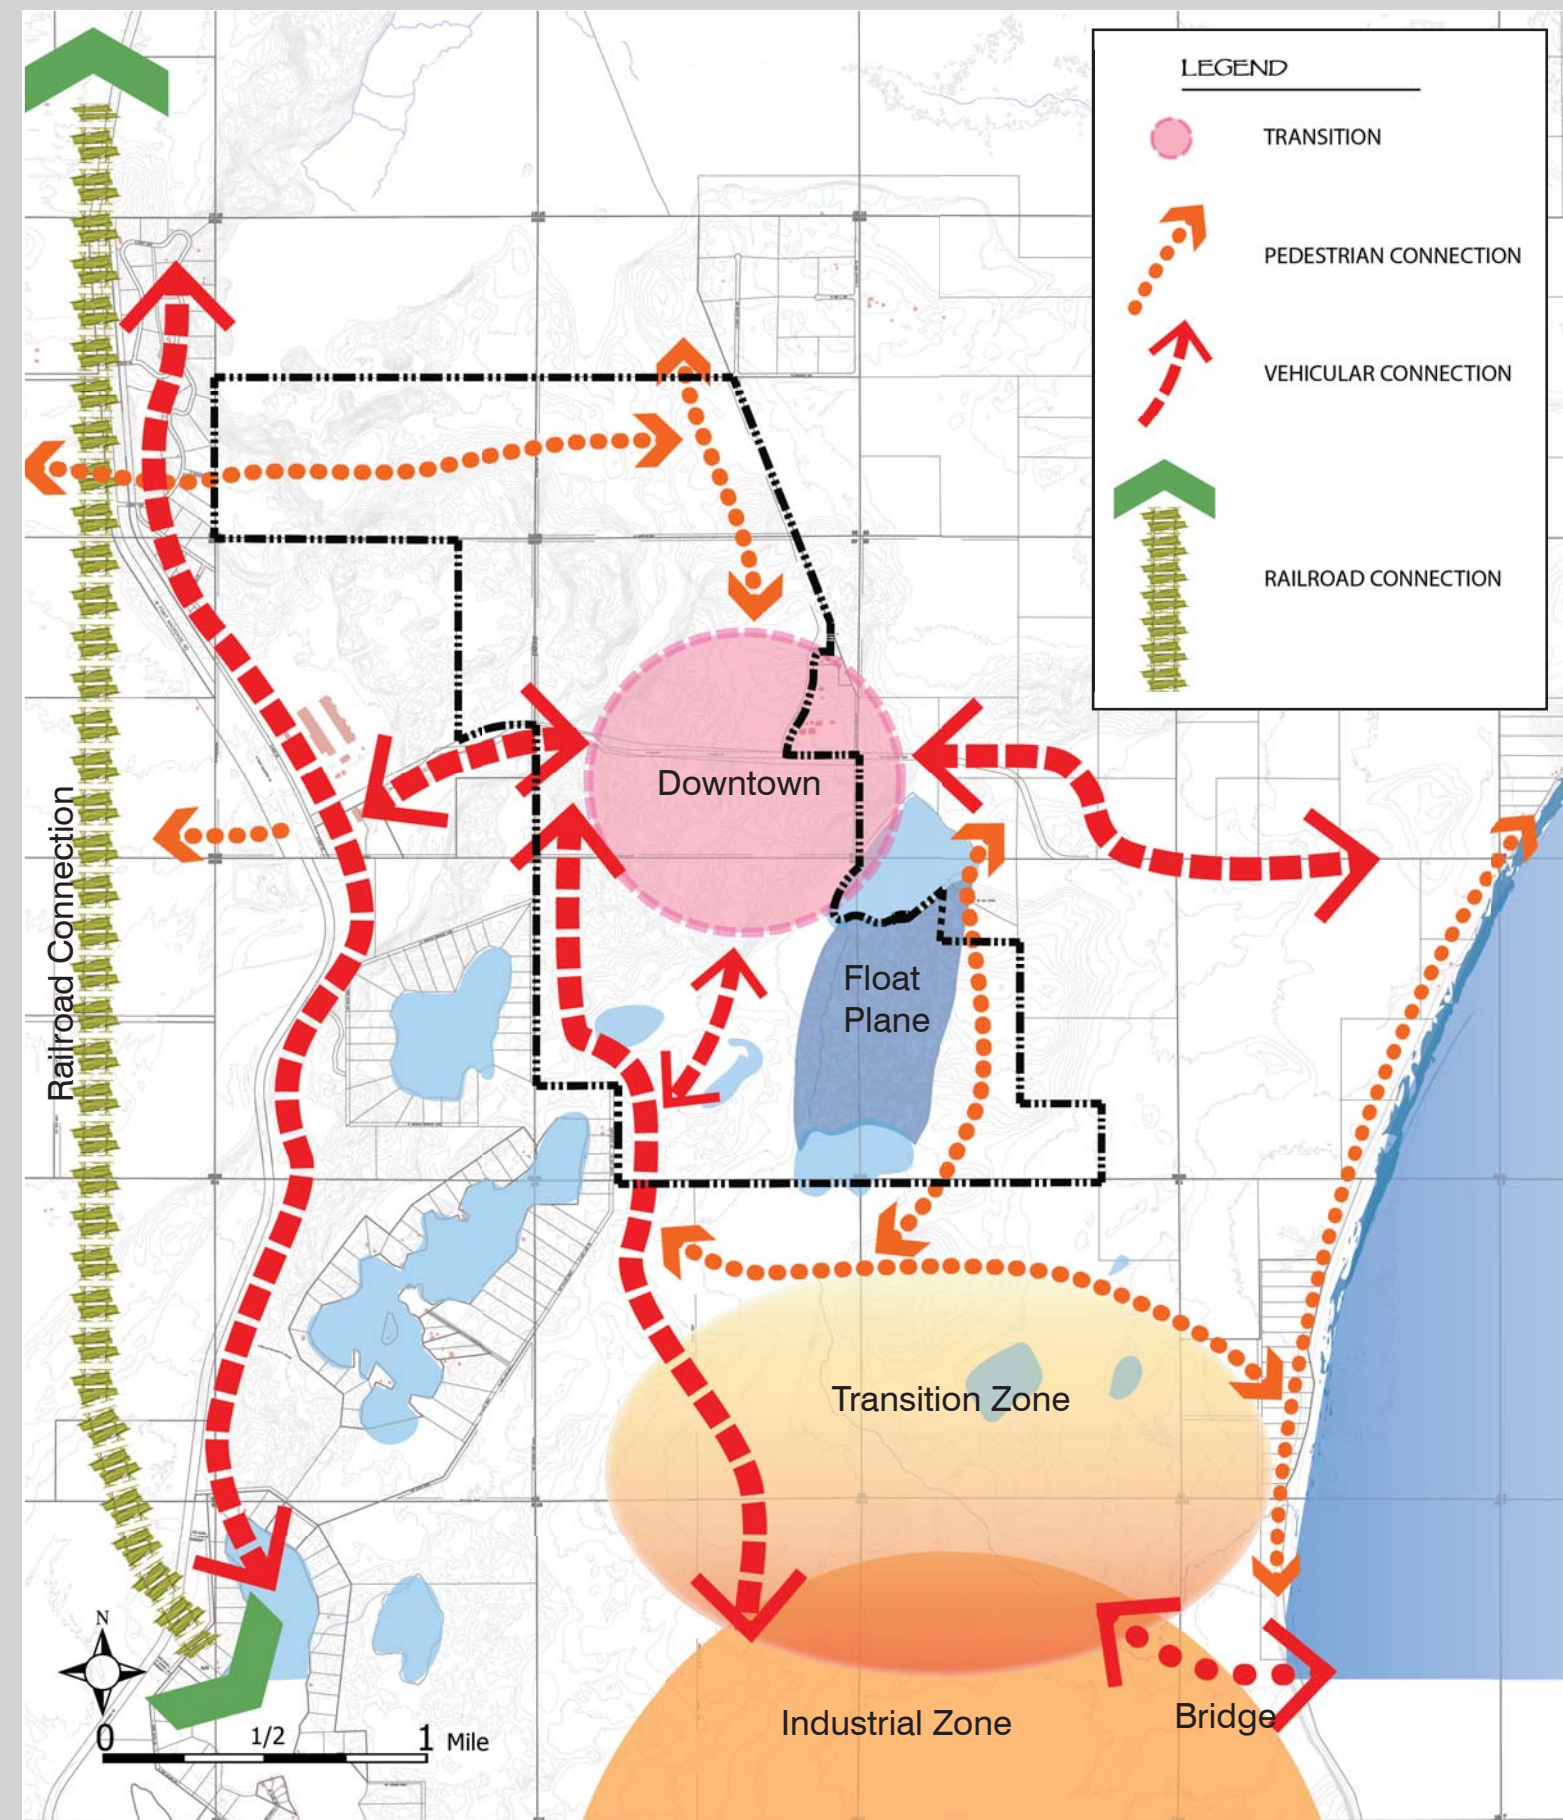 LEGEND
TRANSITION
PEDESTRIAN CONNECTION
VEHICULAR CONNECTION
RAILROAD CONNECTION
Downtown
Railroad Connection
Float
Plane
Transition Zone
Industrial Zone
Bridge
N
0 1/2 1 Mile